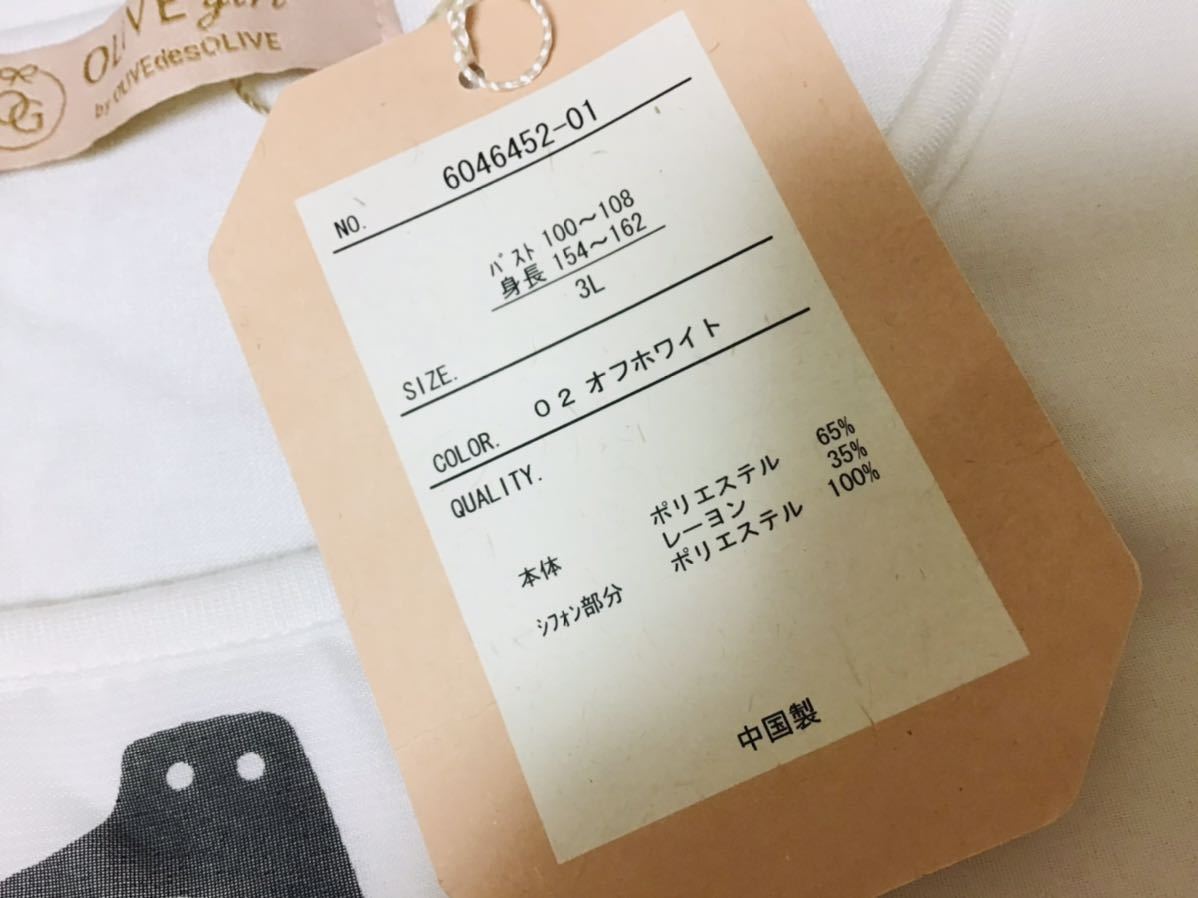 OLIVE girl
by OLIVEdesOLIVE
OG
NO. 6046452-01
バスト 100～108
身長 154～162
3L
SIZE.
COLOR. 02 オフホワイト
QUALITY.
本体 ポリエステル 65%
レーヨン 35%
シフォン部分 ポリエステル 100%
中国製